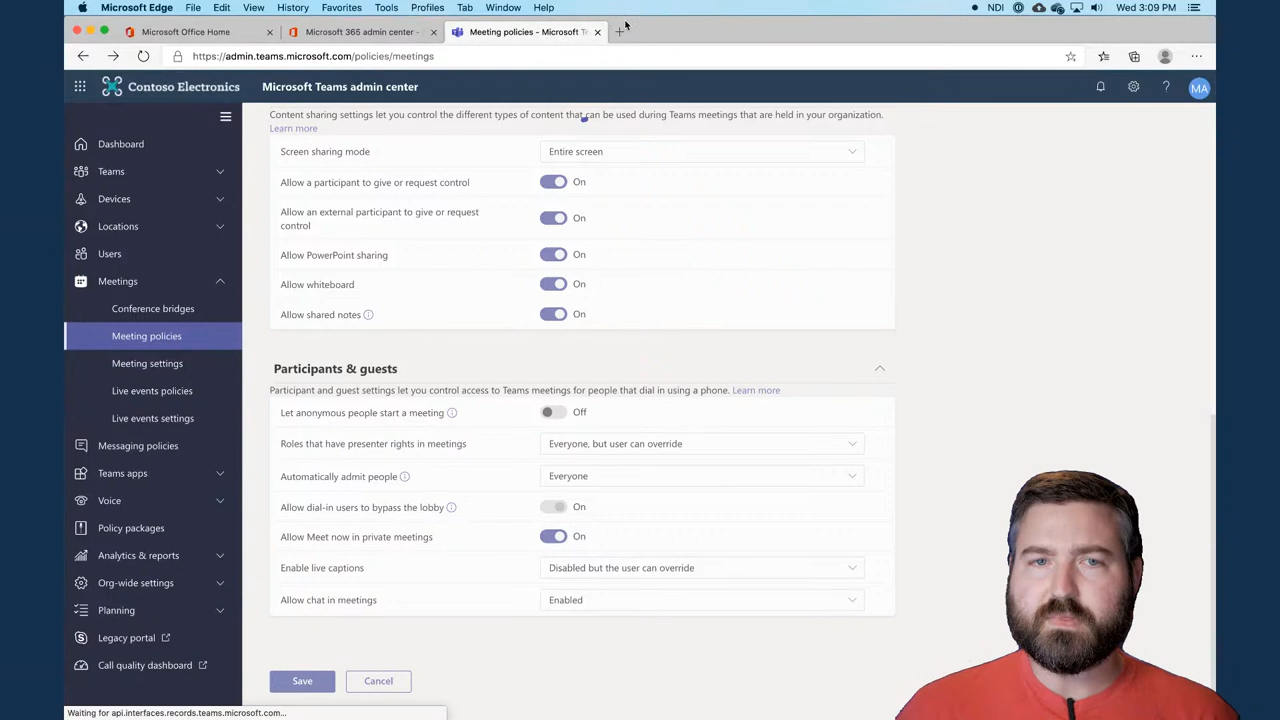 Microsoft Edge File Edit View History Favorites Tools Profiles Tab Window Help NDI Wed 3:09 PM
Microsoft Office Home Microsoft 365 admin center - Meeting policies - Microsoft Te
https://admin.teams.microsoft.com/policies/meetings
Contoso Electronics Microsoft Teams admin center ? MA
Content sharing settings let you control the different types of content that can be used during Teams meetings that are held in your organization.
Learn more
Dashboard
Teams
Devices
Locations
Users
Meetings
Conference bridges
Meeting policies
Meeting settings
Live events policies
Live events settings
Messaging policies
Teams apps
Voice
Policy packages
Analytics & reports
Org-wide settings
Planning
Legacy portal
Call quality dashboard
Screen sharing mode Entire screen
Allow a participant to give or request control On
Allow an external participant to give or request
control On
Allow PowerPoint sharing On
Allow whiteboard On
Allow shared notes On
Participants & guests
Participant and guest settings let you control access to Teams meetings for people that dial in using a phone. Learn more
Let anonymous people start a meeting Off
Roles that have presenter rights in meetings Everyone, but user can override
Automatically admit people Everyone
Allow dial-in users to bypass the lobby On
Allow Meet now in private meetings On
Enable live captions Disabled but the user can override
Allow chat in meetings Enabled
Save Cancel
Waiting for api.interfaces.records.teams.microsoft.com...